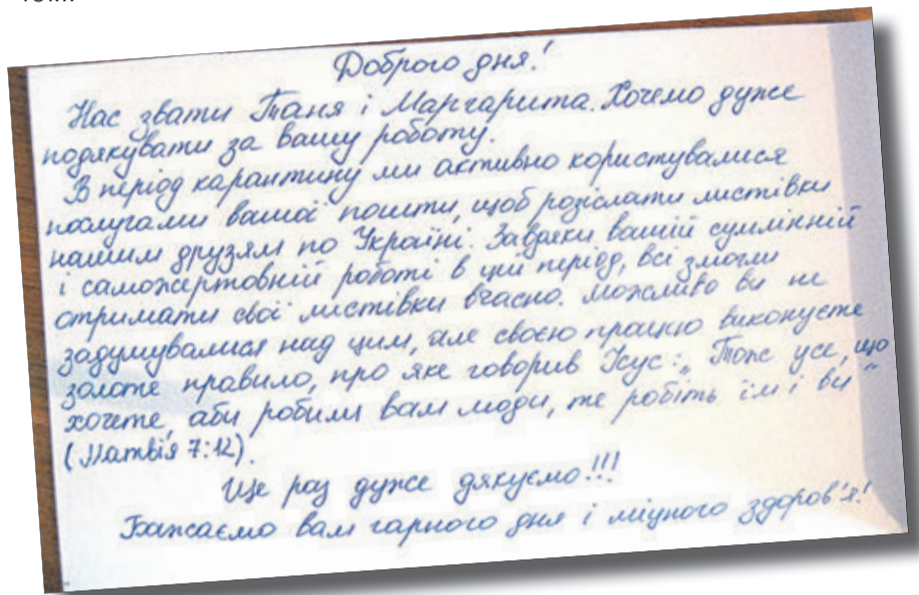 Доброго дня!
Нас звати Таня і Маргарита. Хочемо дуже
подякувати за вашу роботу.
В період карантину ми активно користувалися
послугами вашої пошти, щоб розіслати листівки
нашим друзям по Україні. Завдяки вашій сумлінній
і саможертовній роботі в цей період, всі змогли
отримати свої листівки вчасно. Можливо ви не
задумувалися над цим, але своєю працею виконуєте
золоте правило, про яке говорив Ісус: „Тож усе, що
хочете, аби робили вам люди, те робіть їм і ви"
(Матвія 7:12).
Ще раз дуже дякуємо!!!
Бажаємо вам гарного дня і міцного здоров'я!